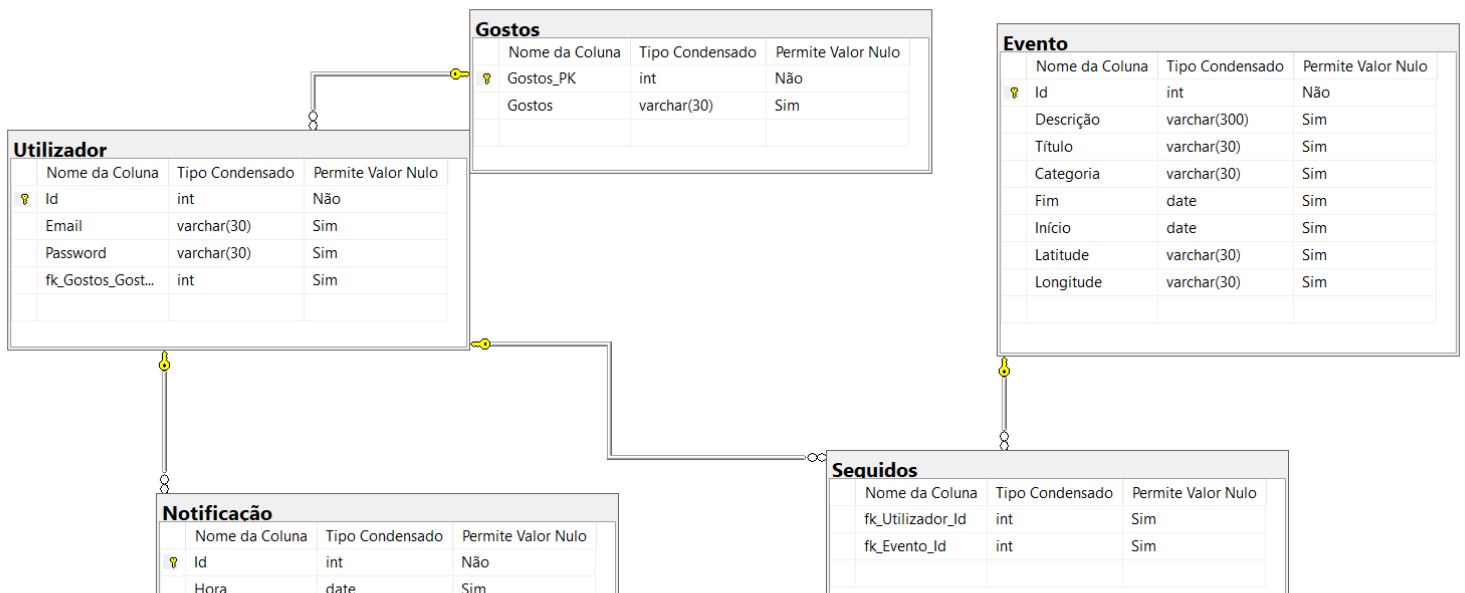 Gostos
Nome da Coluna Tipo Condensado Permite Valor Nulo
Gostos_PK int Não
Gostos varchar(30) Sim
Evento
Nome da Coluna Tipo Condensado Permite Valor Nulo
Id int Não
Descrição varchar(300) Sim
Título varchar(30) Sim
Categoria varchar(30) Sim
Fim date Sim
Início date Sim
Latitude varchar(30) Sim
Longitude varchar(30) Sim
Utilizador
Nome da Coluna Tipo Condensado Permite Valor Nulo
Id int Não
Email varchar(30) Sim
Password varchar(30) Sim
fk_Gostos_Gost... int Sim
Seguidos
Nome da Coluna Tipo Condensado Permite Valor Nulo
fk_Utilizador_Id int Sim
fk_Evento_Id int Sim
Notificação
Nome da Coluna Tipo Condensado Permite Valor Nulo
Id int Não
Hora date Sim